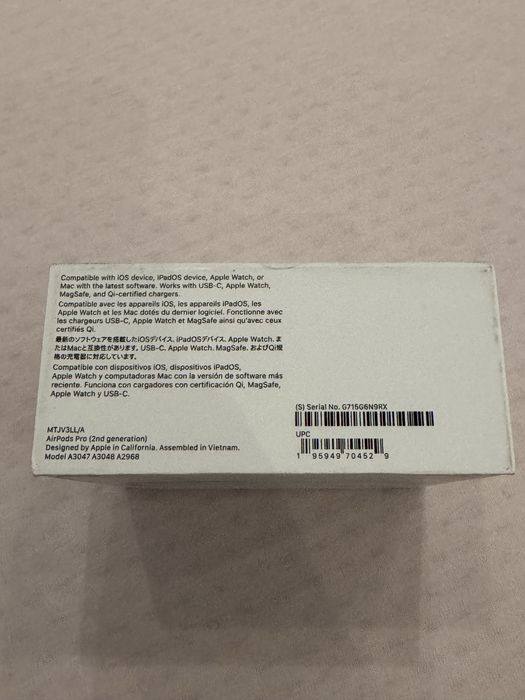 Compatible with iOS device, iPadOS device, Apple Watch, or
Mac with the latest software. Works with USB-C, Apple Watch,
MagSafe, and Qi-certified chargers.
Compatible avec les appareils iOS, les appareils iPadOS, les
Apple Watch et les Mac dotés du dernier logiciel. Fonctionne avec
les chargeurs USB-C, Apple Watch et MagSafe ainsi qu'avec ceux
certifiés Qi.
最新のソフトウェアを搭載したiOSデバイス、iPadOSデバイス、Apple Watch、ま
たはMacと互換性があります。USB-C、Apple Watch、MagSafe、およびQi規
格の充電器に対応しています。
Compatible con dispositivos iOS, dispositivos iPadOS,
Apple Watch y computadoras Mac con la versión de software más
reciente. Funciona con cargadores con certificación Qi, MagSafe,
Apple Watch y USB-C.
MTJV3LL/A
AirPods Pro (2nd generation)
Designed by Apple in California. Assembled in Vietnam.
Model A3047 A3048 A2968
(S) Serial No. G715G6N9RX
UPC
1 95949 70452 9